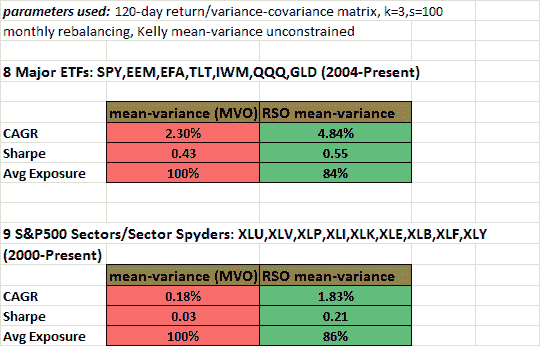 parameters used: 120-day return/variance-covariance matrix, k=3,s=100
monthly rebalancing, Kelly mean-variance unconstrained
8 Major ETFs: SPY,EEM,EFA,TLT,IWM,QQQ,GLD (2004-Present)
mean-variance (MVO) RSO mean-variance
CAGR 2.30% 4.84%
Sharpe 0.43 0.55
Avg Exposure 100% 84%
9 S&P500 Sectors/Sector Spyders: XLU,XLV,XLP,XLI,XLK,XLE,XLB,XLF,XLY
(2000-Present)
mean-variance (MVO) RSO mean-variance
CAGR 0.18% 1.83%
Sharpe 0.03 0.21
Avg Exposure 100% 86%